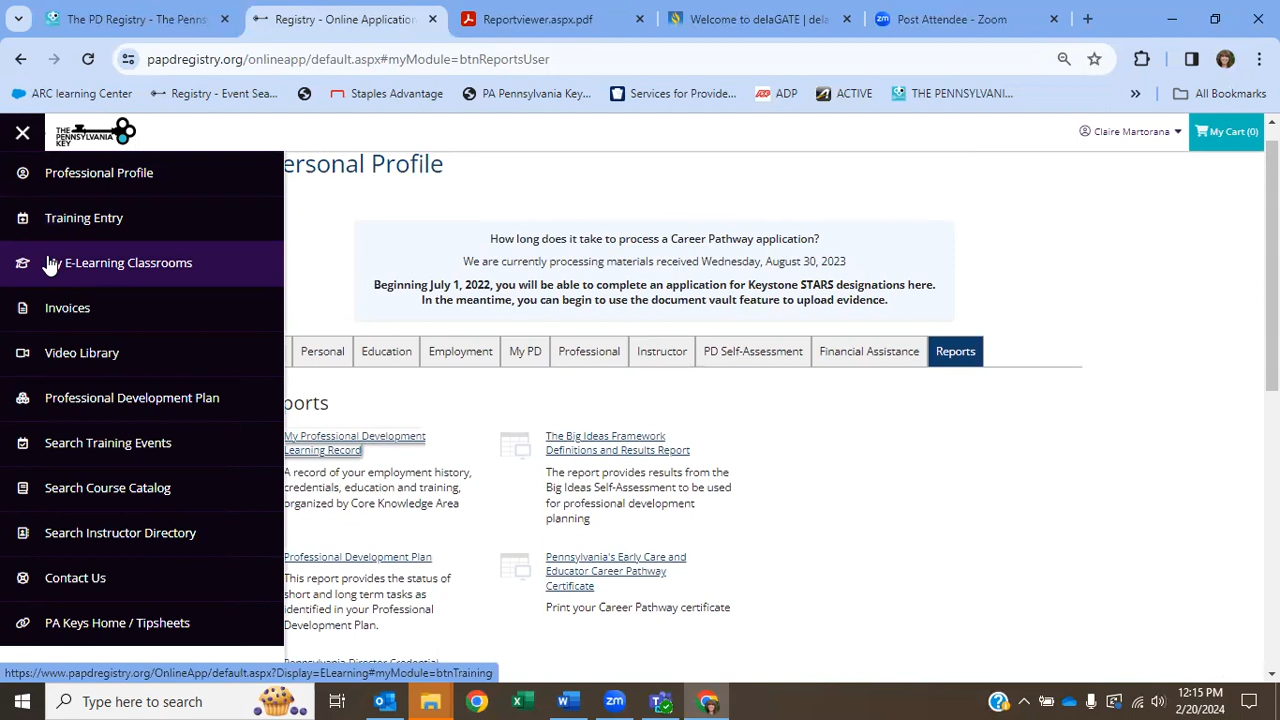 The PD Registry - The Penns
Registry - Online Application
Reportviewer.aspx.pdf
Welcome to delaGATE | dela
Post Attendee - Zoom
papdregistry.org/onlineapp/default.aspx#myModule=btnReportsUser
ARC learning Center
Registry - Event Sea...
Staples Advantage
PA Pennsylvania Key...
Services for Provide...
ADP
ACTIVE
THE PENNSYLVANI...
All Bookmarks
THE
PENNSYLVANIA
KEY
Claire Martorana
My Cart (0)
Professional Profile
Training Entry
E-Learning Classrooms
Invoices
Video Library
Professional Development Plan
Search Training Events
Search Course Catalog
Search Instructor Directory
Contact Us
PA Keys Home / Tipsheets
ersonal Profile
How long does it take to process a Career Pathway application?
We are currently processing materials received Wednesday, August 30, 2023
Beginning July 1, 2022, you will be able to complete an application for Keystone STARS designations here.
In the meantime, you can begin to use the document vault feature to upload evidence.
Personal
Education
Employment
My PD
Professional
Instructor
PD Self-Assessment
Financial Assistance
Reports
ports
My Professional Development
Learning Record
A record of your employment history,
credentials, education and training,
organized by Core Knowledge Area
The Big Ideas Framework
Definitions and Results Report
The report provides results from the
Big Ideas Self-Assessment to be used
for professional development
planning
Professional Development Plan
This report provides the status of
short and long term tasks as
identified in your Professional
Development Plan.
Pennsylvania's Early Care and
Educator Career Pathway
Certificate
Print your Career Pathway certificate
Pennsylvania Director Credential
https://www.papdregistry.org/OnlineApp/default.aspx?Display=ELearning#myModule=btnTraining
Type here to search
12:15 PM
2/20/2024